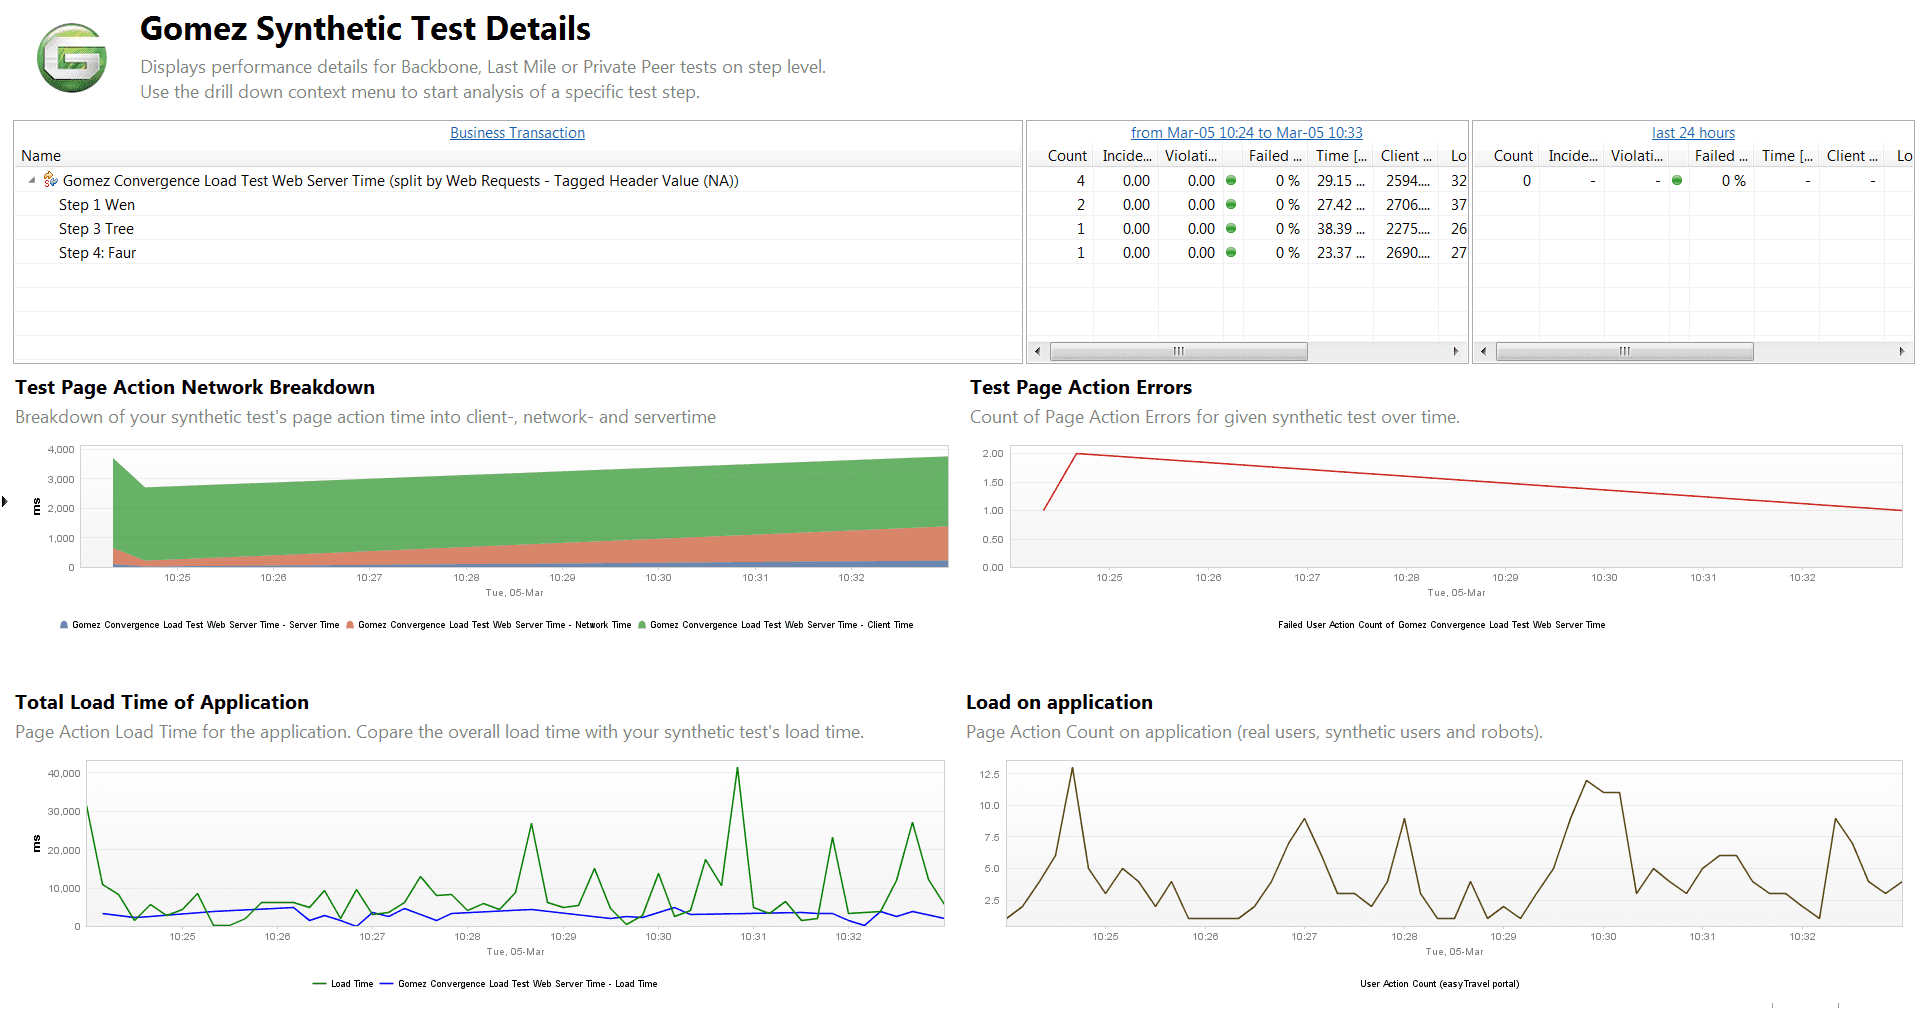 Gomez Synthetic Test Details
Displays performance details for Backbone, Last Mile or Private Peer tests on step level.
Use the drill down context menu to start analysis of a specific test step.
Business Transaction
Name
Gomez Convergence Load Test Web Server Time (split by Web Requests - Tagged Header Value (NA))
Step 1 Wen
Step 3 Tree
Step 4: Faur
from Mar-05 10:24 to Mar-05 10:33
Count Incide... Violati... Failed ... Time [... Client ... Lo
4 0.00 0.00 0 % 29.15 ... 2594.... 32
2 0.00 0.00 0 % 27.42 ... 2706.... 37
1 0.00 0.00 0 % 38.39 ... 2275.... 26
1 0.00 0.00 0 % 23.37 ... 2690.... 27
last 24 hours
Count Incide... Violati... Failed ... Time [... Client ... Lo
0 - - 0 % - -
Test Page Action Network Breakdown
Breakdown of your synthetic test's page action time into client-, network- and servertime
4,000
3,000
2,000
1,000
0
ms
10:25 10:26 10:27 10:28 10:29 10:30 10:31 10:32
Tue, 05-Mar
Gomez Convergence Load Test Web Server Time - Server Time Gomez Convergence Load Test Web Server Time - Network Time Gomez Convergence Load Test Web Server Time - Client Time
Test Page Action Errors
Count of Page Action Errors for given synthetic test over time.
2.00
1.50
1.00
0.50
0.00
10:25 10:26 10:27 10:28 10:29 10:30 10:31 10:32
Tue, 05-Mar
Failed User Action Count of Gomez Convergence Load Test Web Server Time
Total Load Time of Application
Page Action Load Time for the application. Copare the overall load time with your synthetic test's load time.
40,000
30,000
20,000
10,000
0
ms
10:25 10:26 10:27 10:28 10:29 10:30 10:31 10:32
Tue, 05-Mar
Load Time Gomez Convergence Load Test Web Server Time - Load Time
Load on application
Page Action Count on application (real users, synthetic users and robots).
12.5
10.0
7.5
5.0
2.5
10:25 10:26 10:27 10:28 10:29 10:30 10:31 10:32
Tue, 05-Mar
User Action Count (easyTravel portal)